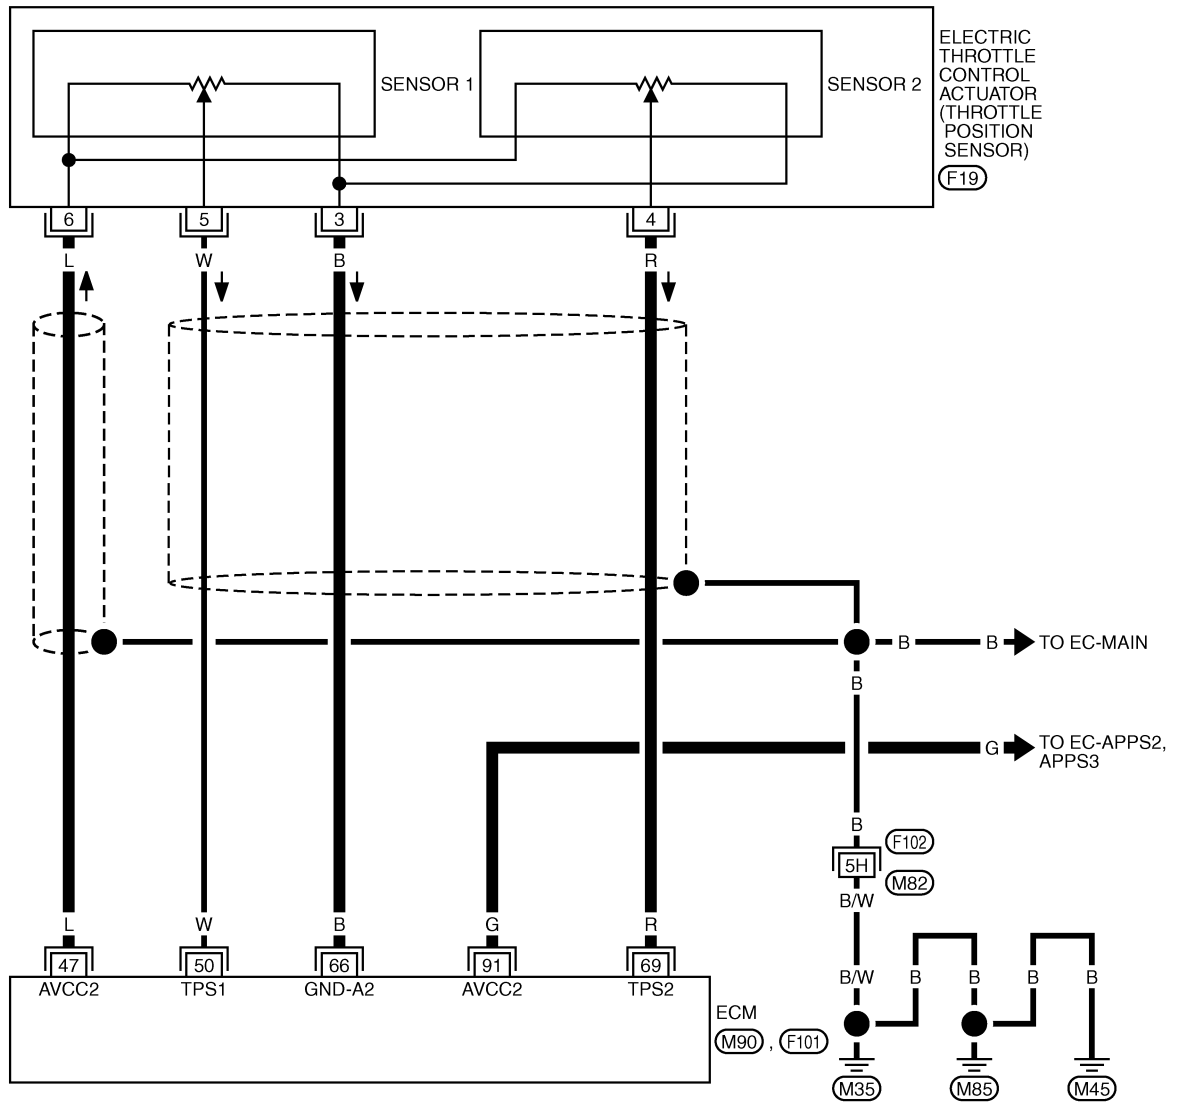 SENSOR 1
SENSOR 2
ELECTRIC
THROTTLE
CONTROL
ACTUATOR
(THROTTLE
POSITION
SENSOR)
F19
6
5
3
4
L
W
B
R
B
B
TO EC-MAIN
B
G
TO EC-APPS2,
APPS3
B
F102
5H
M82
B/W
L
W
B
G
R
47
50
66
91
69
AVCC2
TPS1
GND-A2
AVCC2
TPS2
B/W
B
B
B
B
ECM
M90 , F101
M35
M85
M45